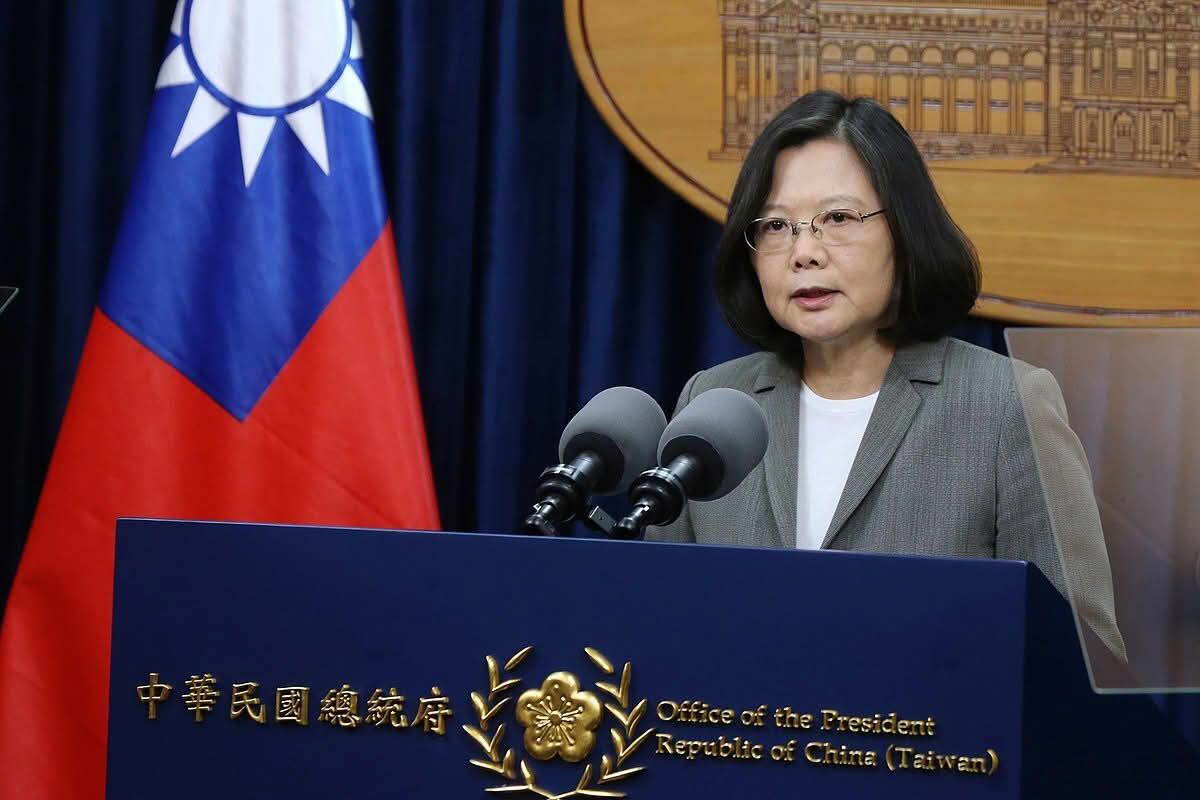 中華民國總統府
Office of the President
Republic of China (Taiwan)